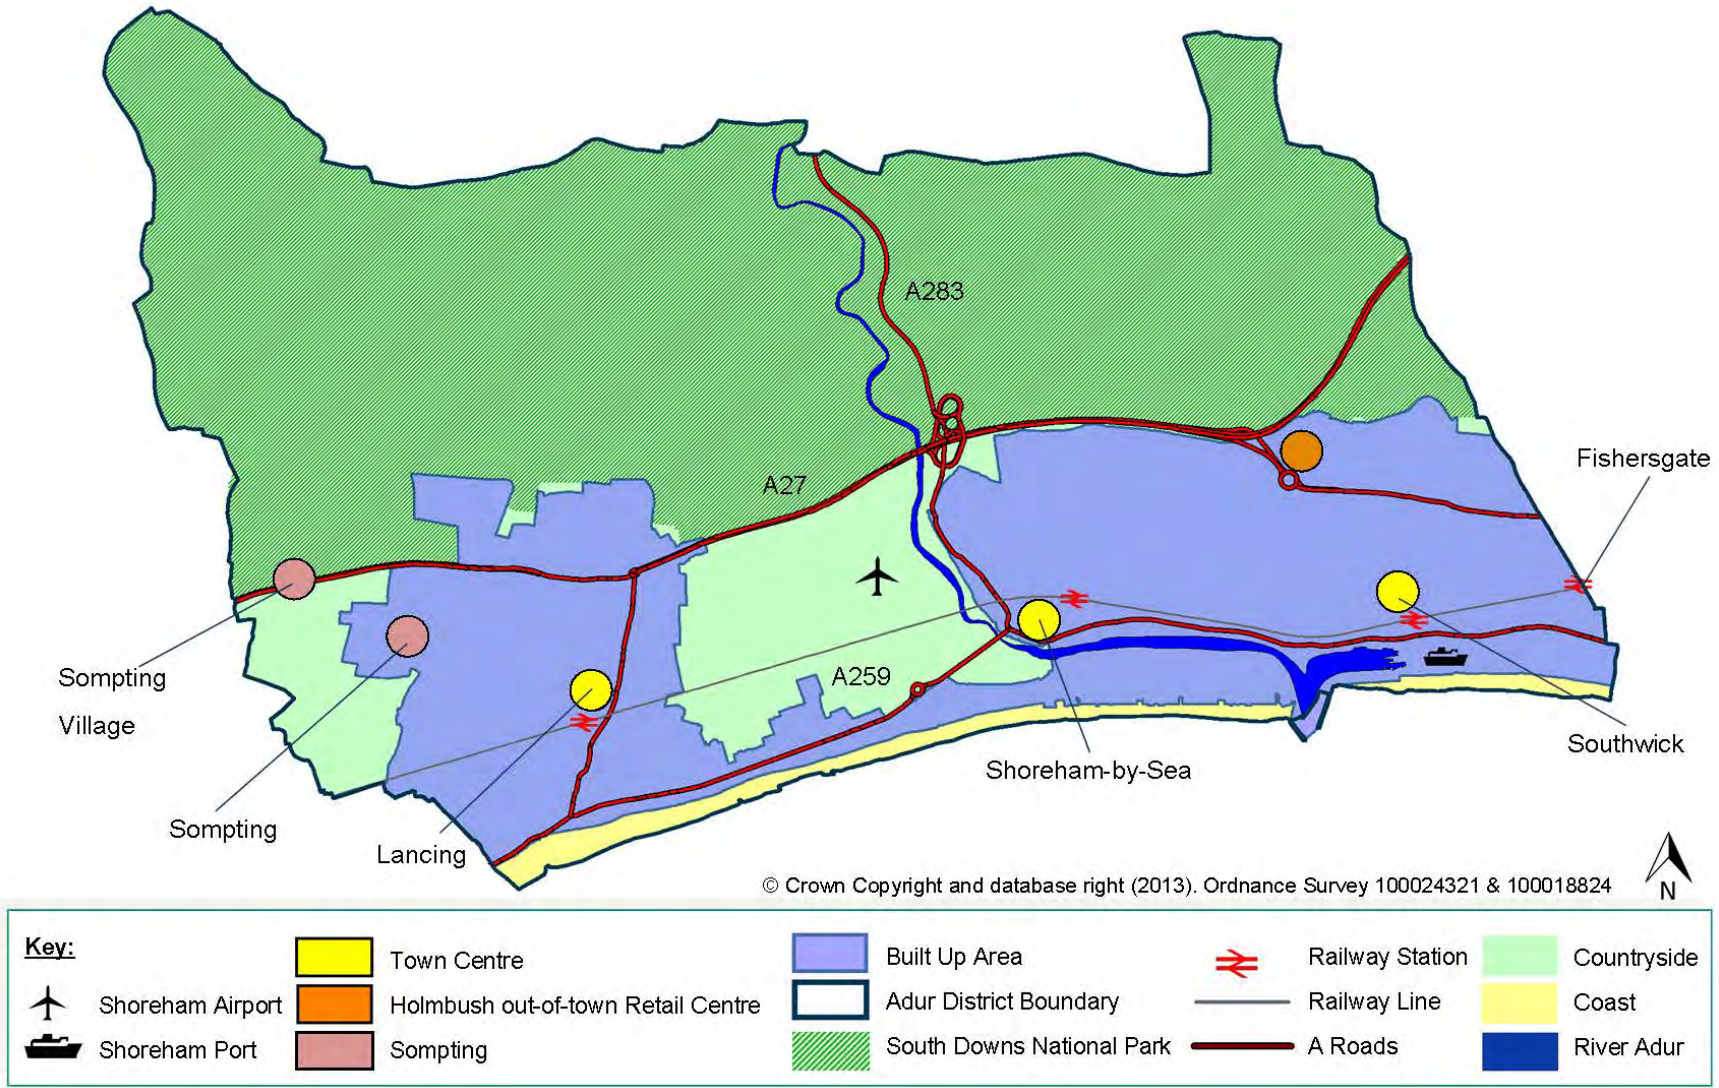 A283
Fishersgate
A27
Sompting
Village
A259
Southwick
Shoreham-by-Sea
Sompting
Lancing
© Crown Copyright and database right (2013). Ordnance Survey 100024321 & 100018824
N
Key:
Town Centre
Built Up Area
Railway Station
Countryside
Shoreham Airport
Holmbush out-of-town Retail Centre
Adur District Boundary
Railway Line
Coast
Shoreham Port
Sompting
South Downs National Park
A Roads
River Adur